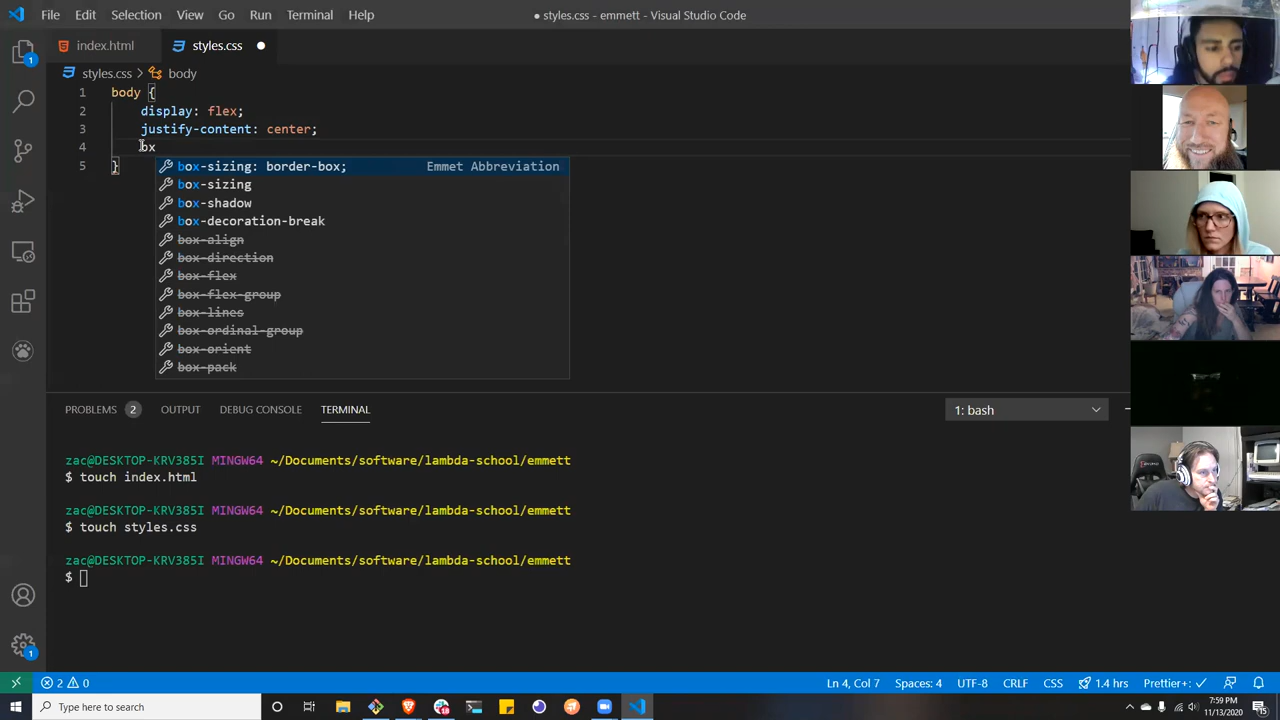 File Edit Selection View Go Run Terminal Help
● styles.css - emmett - Visual Studio Code
index.html styles.css ●
styles.css > body
1 body {
2 display: flex;
3 justify-content: center;
4 bx
5 }
box-sizing: border-box; Emmet Abbreviation
box-sizing
box-shadow
box-decoration-break
box-align
box-direction
box-flex
box-flex-group
box-lines
box-ordinal-group
box-orient
box-pack
PROBLEMS 2 OUTPUT DEBUG CONSOLE TERMINAL
1: bash
zac@DESKTOP-KRV385I MINGW64 ~/Documents/software/lambda-school/emmett
$ touch index.html
zac@DESKTOP-KRV385I MINGW64 ~/Documents/software/lambda-school/emmett
$ touch styles.css
zac@DESKTOP-KRV385I MINGW64 ~/Documents/software/lambda-school/emmett
$
1
1
2 0
Ln 4, Col 7 Spaces: 4 UTF-8 CRLF CSS 1.4 hrs Prettier+: ✓
Type here to search
7:59 PM
11/13/2020
15